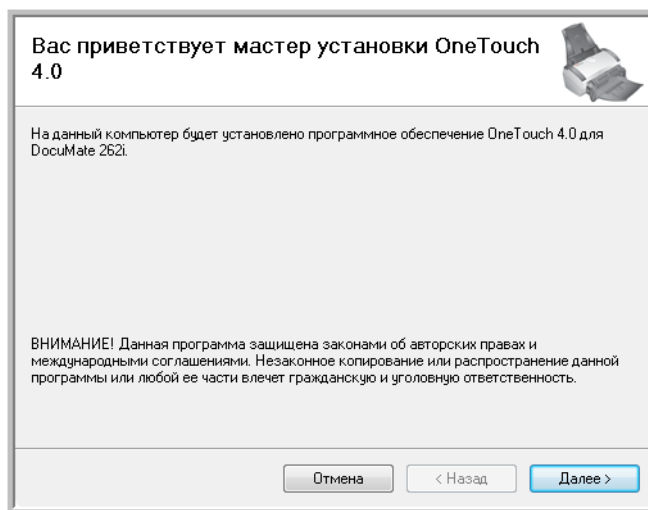 Вас приветствует мастер установки OneTouch
4.0
На данный компьютер будет установлено программное обеспечение OneTouch 4.0 для
DocuMate 262i.
ВНИМАНИЕ! Данная программа защищена законами об авторских правах и
международными соглашениями. Незаконное копирование или распространение данной
программы или любой ее части влечет гражданскую и уголовную ответственность.
Отмена
< Назад
Далее >